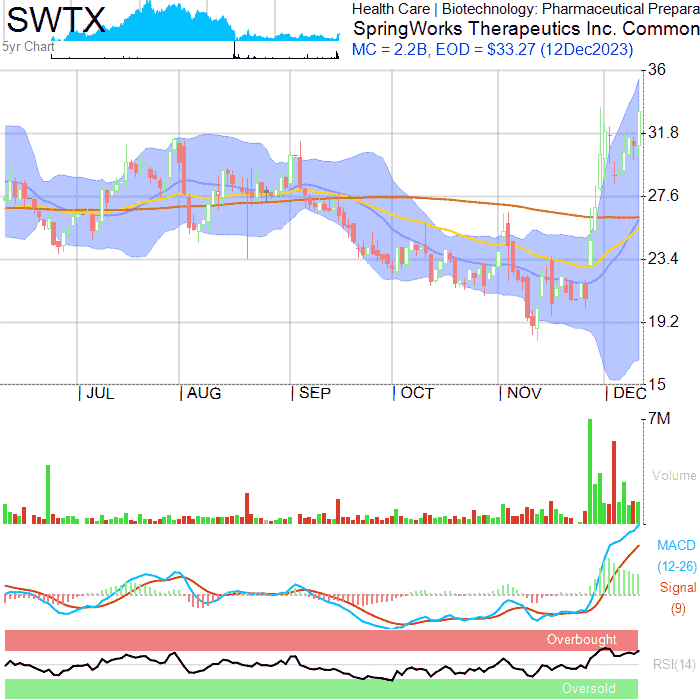 SWTX
5yr Chart
Health Care | Biotechnology: Pharmaceutical Prepara
SpringWorks Therapeutics Inc. Common
MC = 2.2B, EOD = $33.27 (12Dec2023)
36
31.8
27.6
23.4
19.2
15
JUL
AUG
SEP
OCT
NOV
DEC
7M
Volume
MACD
(12-26)
Signal
(9)
Overbought
RSI(14)
Oversold